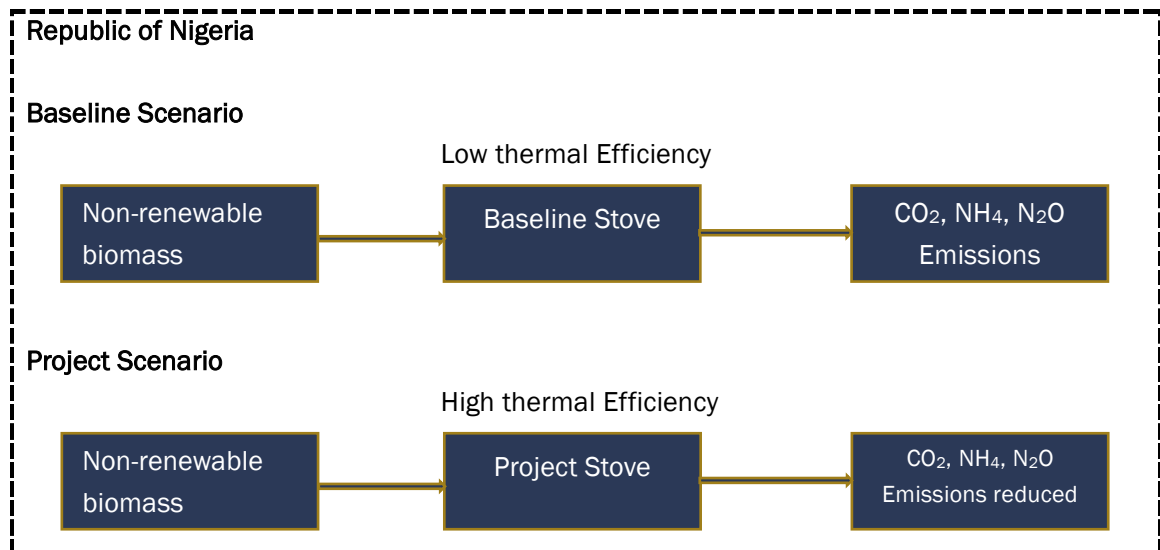 Republic of Nigeria
Baseline Scenario
Low thermal Efficiency
Non-renewable
biomass
Baseline Stove
CO₂, NH₄, N₂O
Emissions
Project Scenario
High thermal Efficiency
Non-renewable
biomass
Project Stove
CO₂, NH₄, N₂O
Emissions reduced